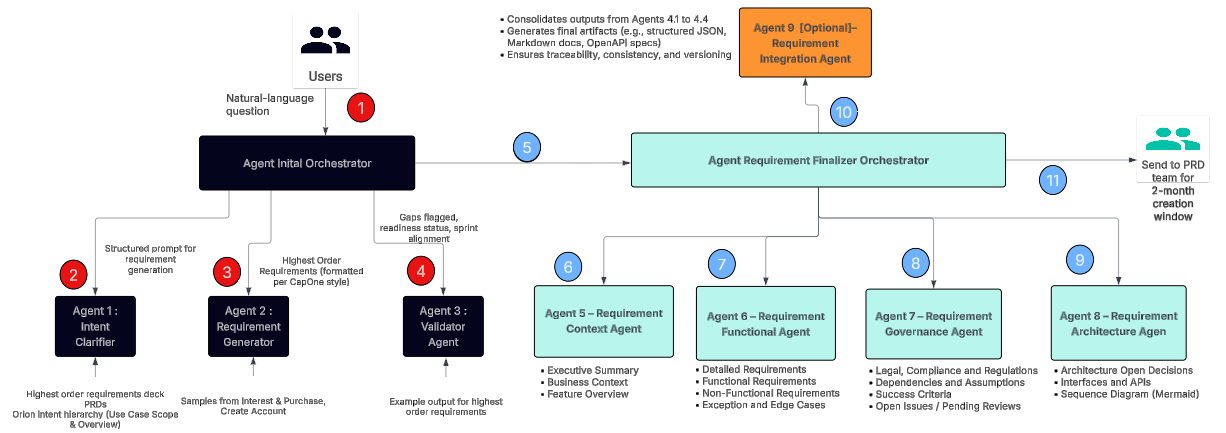 • Consolidates outputs from Agents 4.1 to 4.4
• Generates final artifacts (e.g., structured JSON,
Markdown docs, OpenAPI specs)
• Ensures traceability, consistency, and versioning
Agent 9 [Optional]–
Requirement
Integration Agent
Users
Natural-language
question
1
10
Agent Inital Orchestrator
5
Agent Requirement Finalizer Orchestrator
11
Send to PRD
team for
2-month
creation
window
Structured prompt for
requirement
generation
2
3
Highest Order
Requirements (formatted
per CapOne style)
Gaps flagged,
readiness status, sprint
alignment
4
6
7
8
9
Agent 1 :
Intent
Clarifier
Agent 2 :
Requirement
Generator
Agent 3 :
Validator
Agent
Agent 5 – Requirement
Context Agent
Agent 6 – Requirement
Functional Agent
Agent 7 – Requirement
Governance Agent
Agent 8 – Requirement
Architecture Agen
Highest order requirements deck
PRDs
Orion intent hierarchy (Use Case Scope
& Overview)
Samples from Interest & Purchase,
Create Account
Example output for highest
order requirements
• Executive Summary
• Business Context
• Feature Overview
• Detailed Requirements
• Functional Requirements
• Non-Functional Requirements
• Exception and Edge Cases
• Legal, Compliance and Regulations
• Dependencies and Assumptions
• Success Criteria
• Open Issues / Pending Reviews
• Architecture Open Decisions
• Interfaces and APIs
• Sequence Diagram (Mermaid)